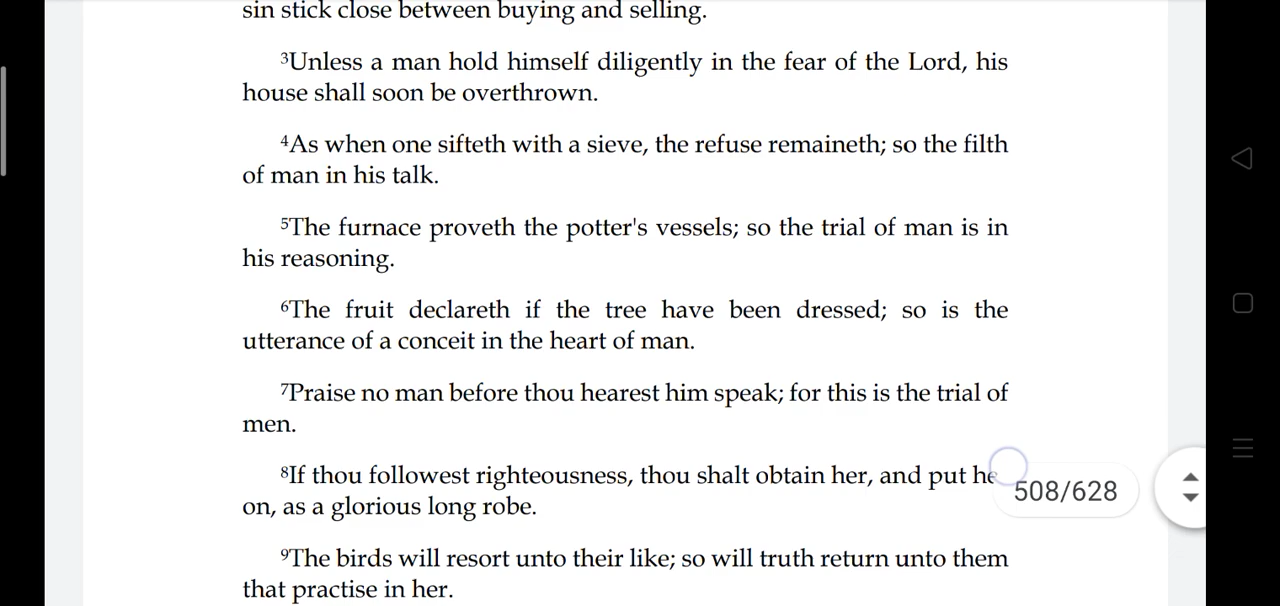 sin stick close between buying and selling.
³Unless a man hold himself diligently in the fear of the Lord, his
house shall soon be overthrown.
⁴As when one sifteth with a sieve, the refuse remaineth; so the filth
of man in his talk.
⁵The furnace proveth the potter's vessels; so the trial of man is in
his reasoning.
⁶The fruit declareth if the tree have been dressed; so is the
utterance of a conceit in the heart of man.
⁷Praise no man before thou hearest him speak; for this is the trial of
men.
⁸If thou followest righteousness, thou shalt obtain her, and put he
on, as a glorious long robe.
508/628
⁹The birds will resort unto their like; so will truth return unto them
that practise in her.